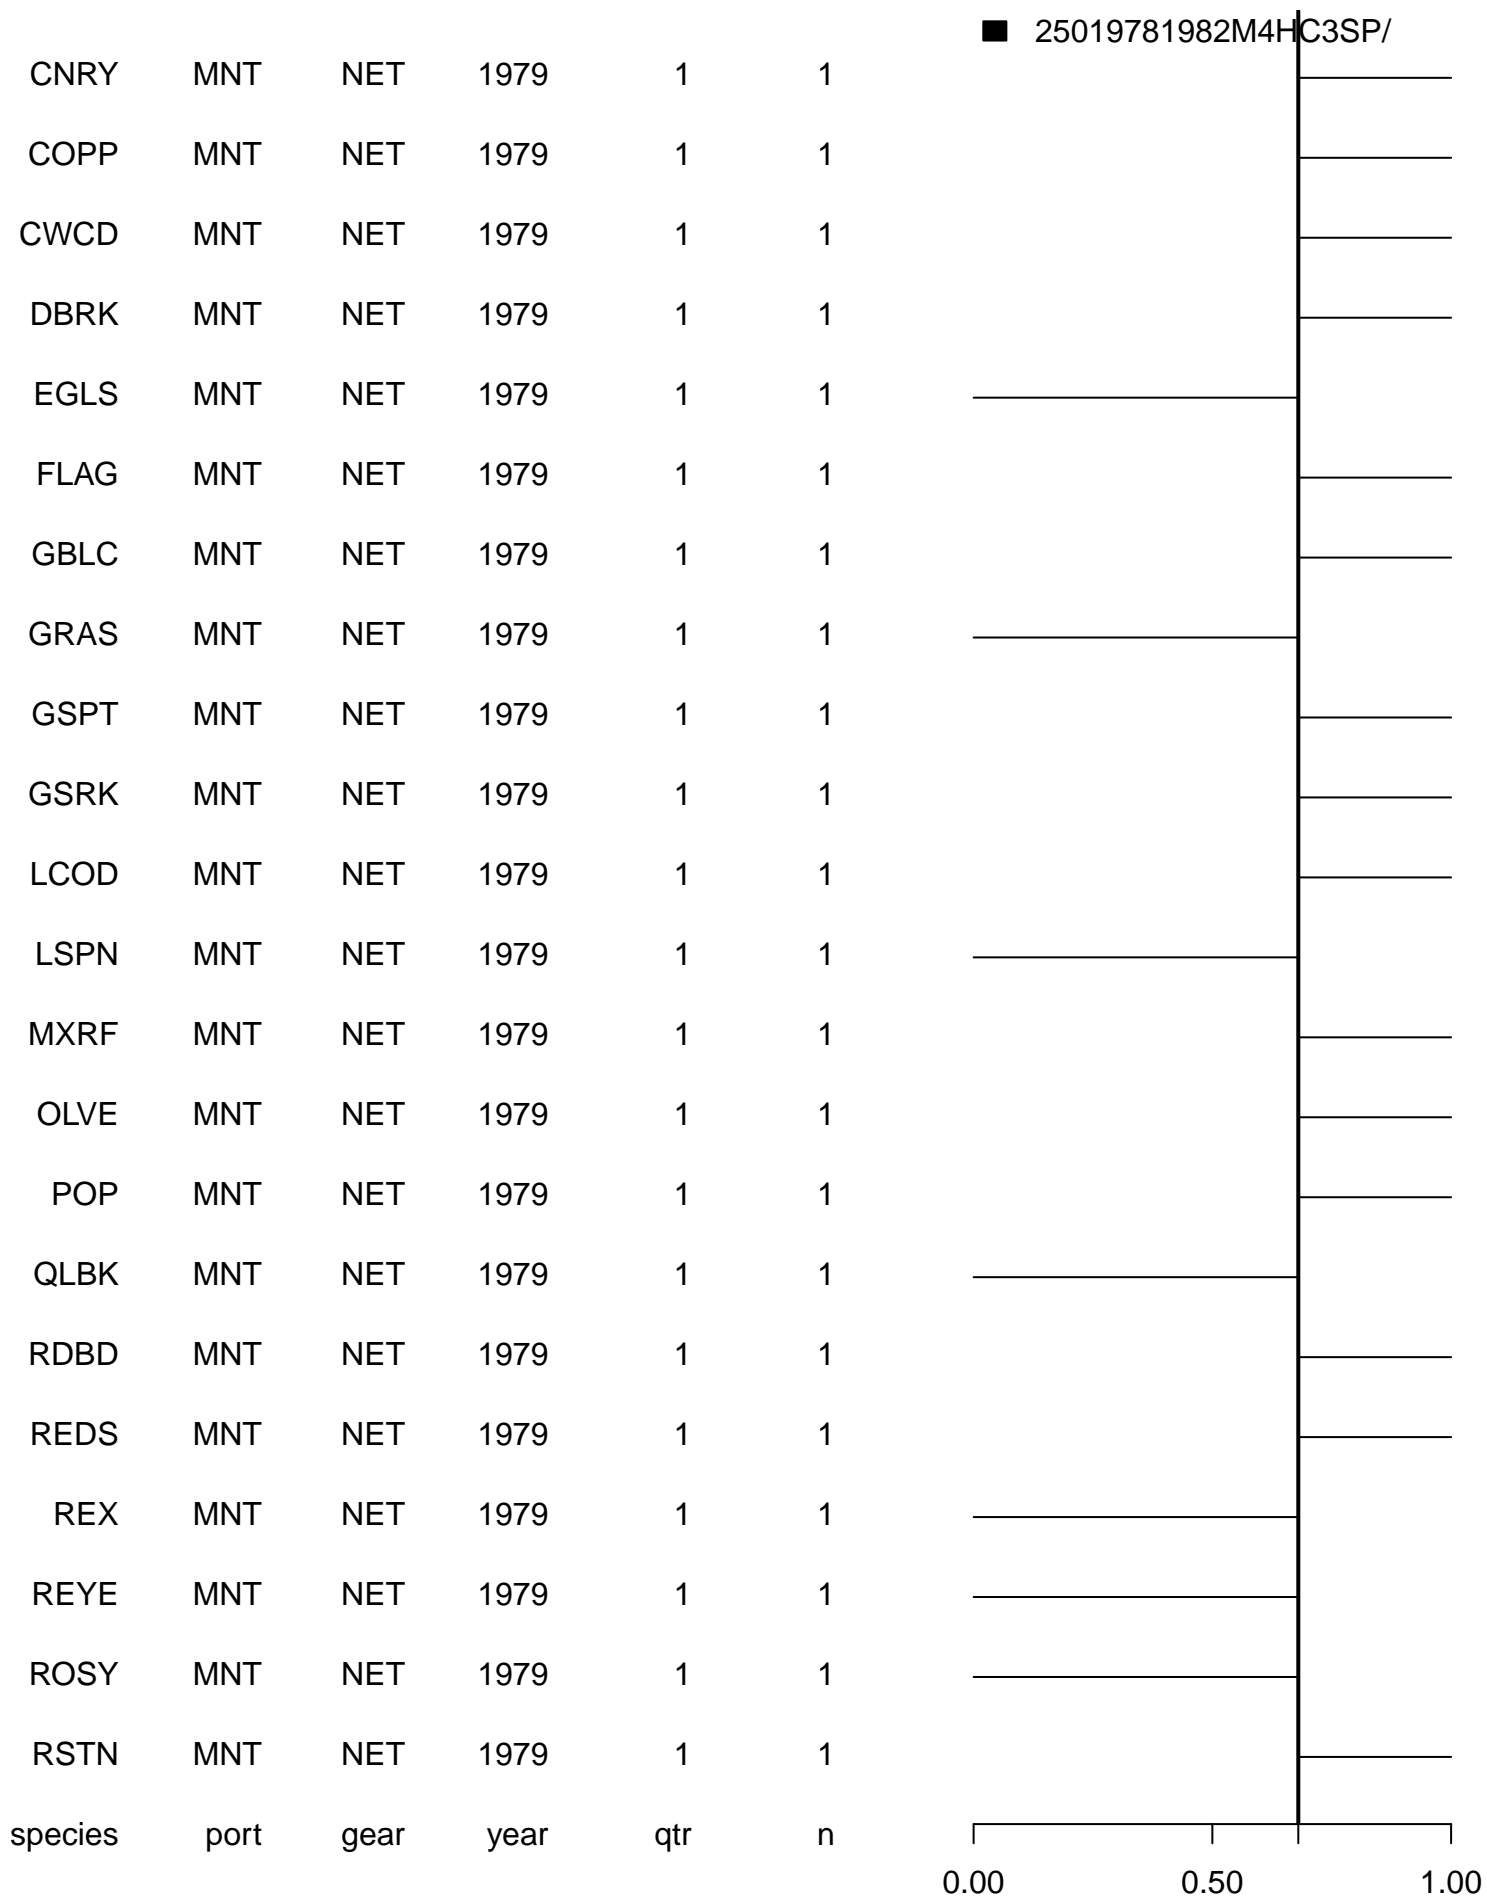 25019781982M4HC3SP/
CNRY MNT NET 1979 1 1
COPP MNT NET 1979 1 1
CWCD MNT NET 1979 1 1
DBRK MNT NET 1979 1 1
EGLS MNT NET 1979 1 1
FLAG MNT NET 1979 1 1
GBLC MNT NET 1979 1 1
GRAS MNT NET 1979 1 1
GSPT MNT NET 1979 1 1
GSRK MNT NET 1979 1 1
LCOD MNT NET 1979 1 1
LSPN MNT NET 1979 1 1
MXRF MNT NET 1979 1 1
OLVE MNT NET 1979 1 1
POP MNT NET 1979 1 1
QLBK MNT NET 1979 1 1
RDBD MNT NET 1979 1 1
REDS MNT NET 1979 1 1
REX MNT NET 1979 1 1
REYE MNT NET 1979 1 1
ROSY MNT NET 1979 1 1
RSTN MNT NET 1979 1 1
species port gear year qtr n
0.00 0.50 1.00